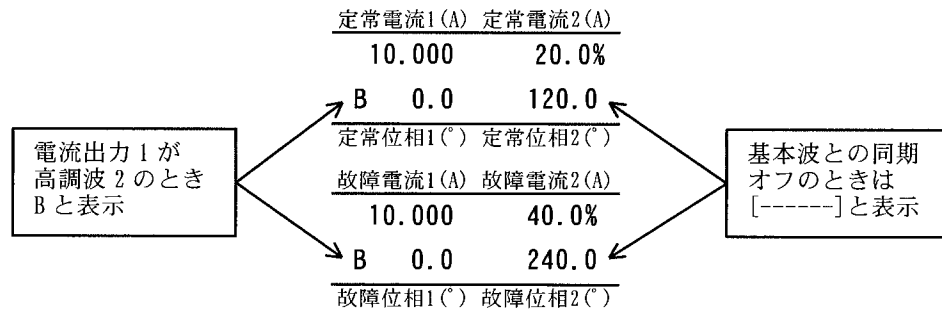 定常電流1(A) 定常電流2(A)
10.000 20.0%
B 0.0 120.0
定常位相1(°) 定常位相2(°)
電流出力1が
高調波2のとき
Bと表示
基本波との同期
オフのときは
[------]と表示
故障電流1(A) 故障電流2(A)
10.000 40.0%
B 0.0 240.0
故障位相1(°) 故障位相2(°)